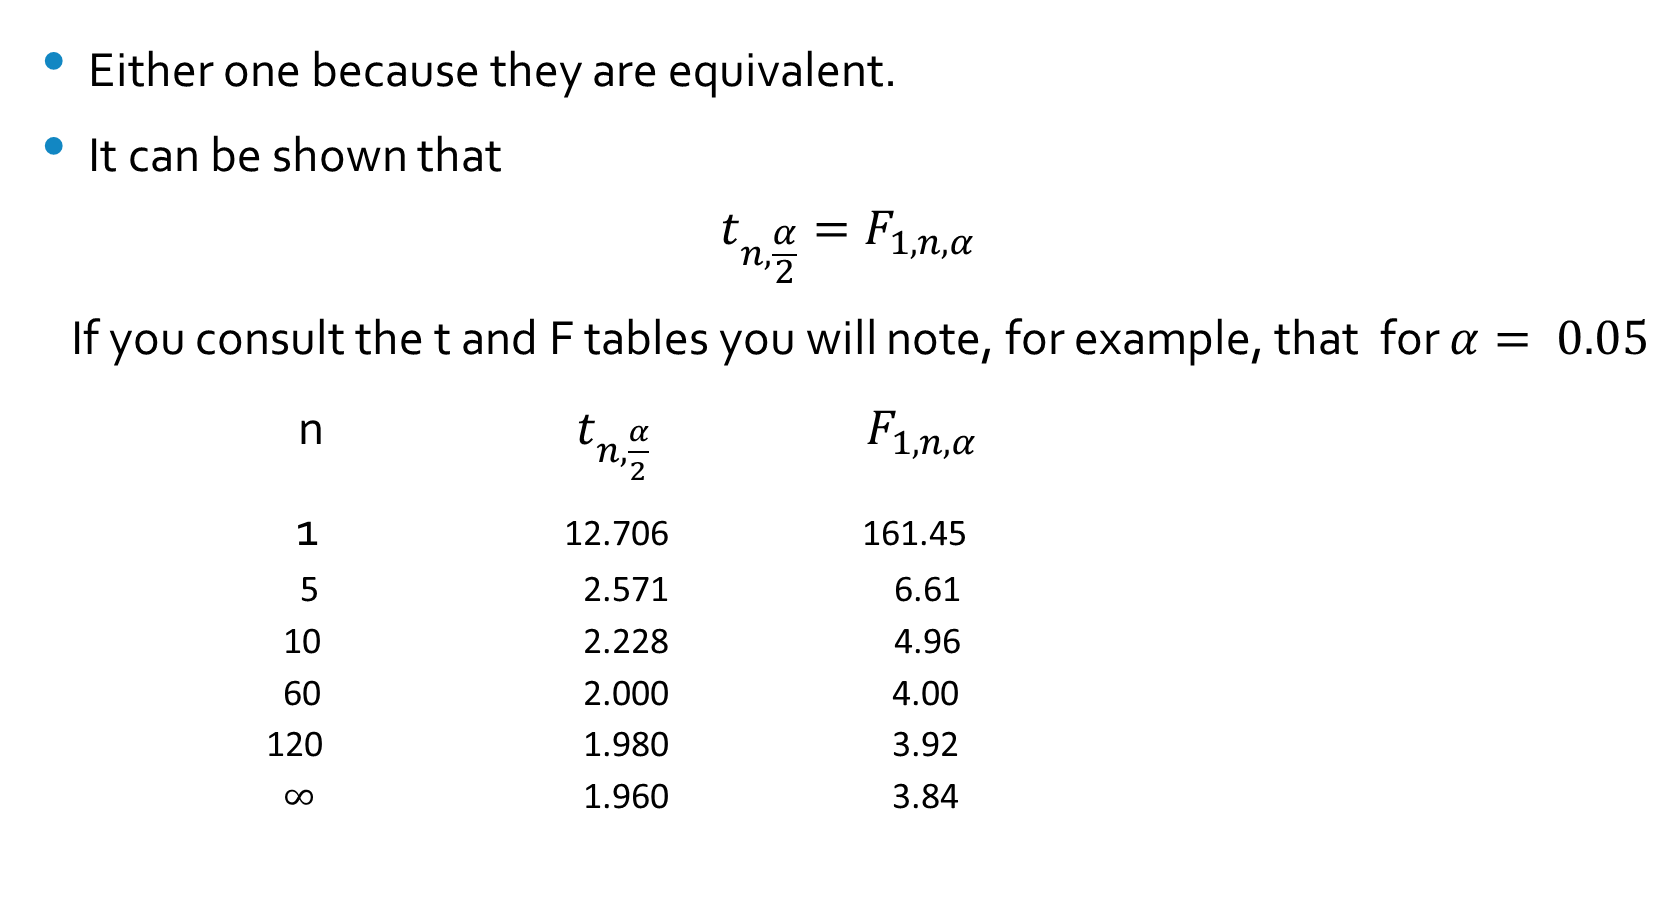 • Either one because they are equivalent.
• It can be shown that
t_{n,\frac{α}{2}} = F_{1,n,α}
If you consult the t and F tables you will note, for example, that for α = 0.05
n t_{n,\frac{α}{2}} F_{1,n,α}
1 12.706 161.45
5 2.571 6.61
10 2.228 4.96
60 2.000 4.00
120 1.980 3.92
∞ 1.960 3.84